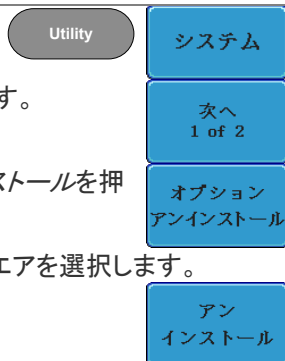 Utility
システム
す。
次へ
1 of 2
ストールを押
オプション
アンインストール
エアを選択します。
アン
インストール